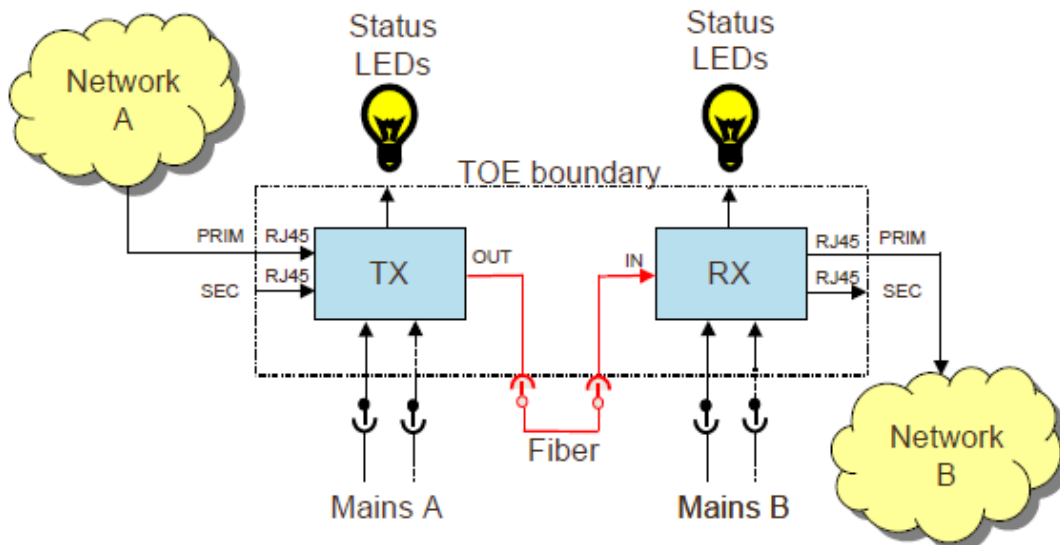 Status
LEDs
Status
LEDs
Network
A
TOE boundary
PRIM
RJ45
TX
OUT
IN
RX
RJ45
PRIM
SEC
RJ45
RJ45
SEC
Fiber
Mains A
Mains B
Network
B